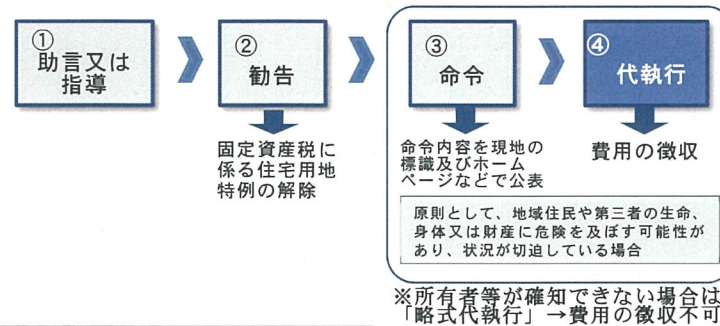 ①
助言又は
指導
②
勧告
③
命令
④
代執行
固定資産税に
係る住宅用地
特例の解除
命令内容を現地の
標識及びホーム
ページなどで公表
費用の徴収
原則として、地域住民や第三者の生命、
身体又は財産に危険を及ぼす可能性が
あり、状況が切迫している場合
※所有者等が確知できない場合は
「略式代執行」→費用の徴収不可